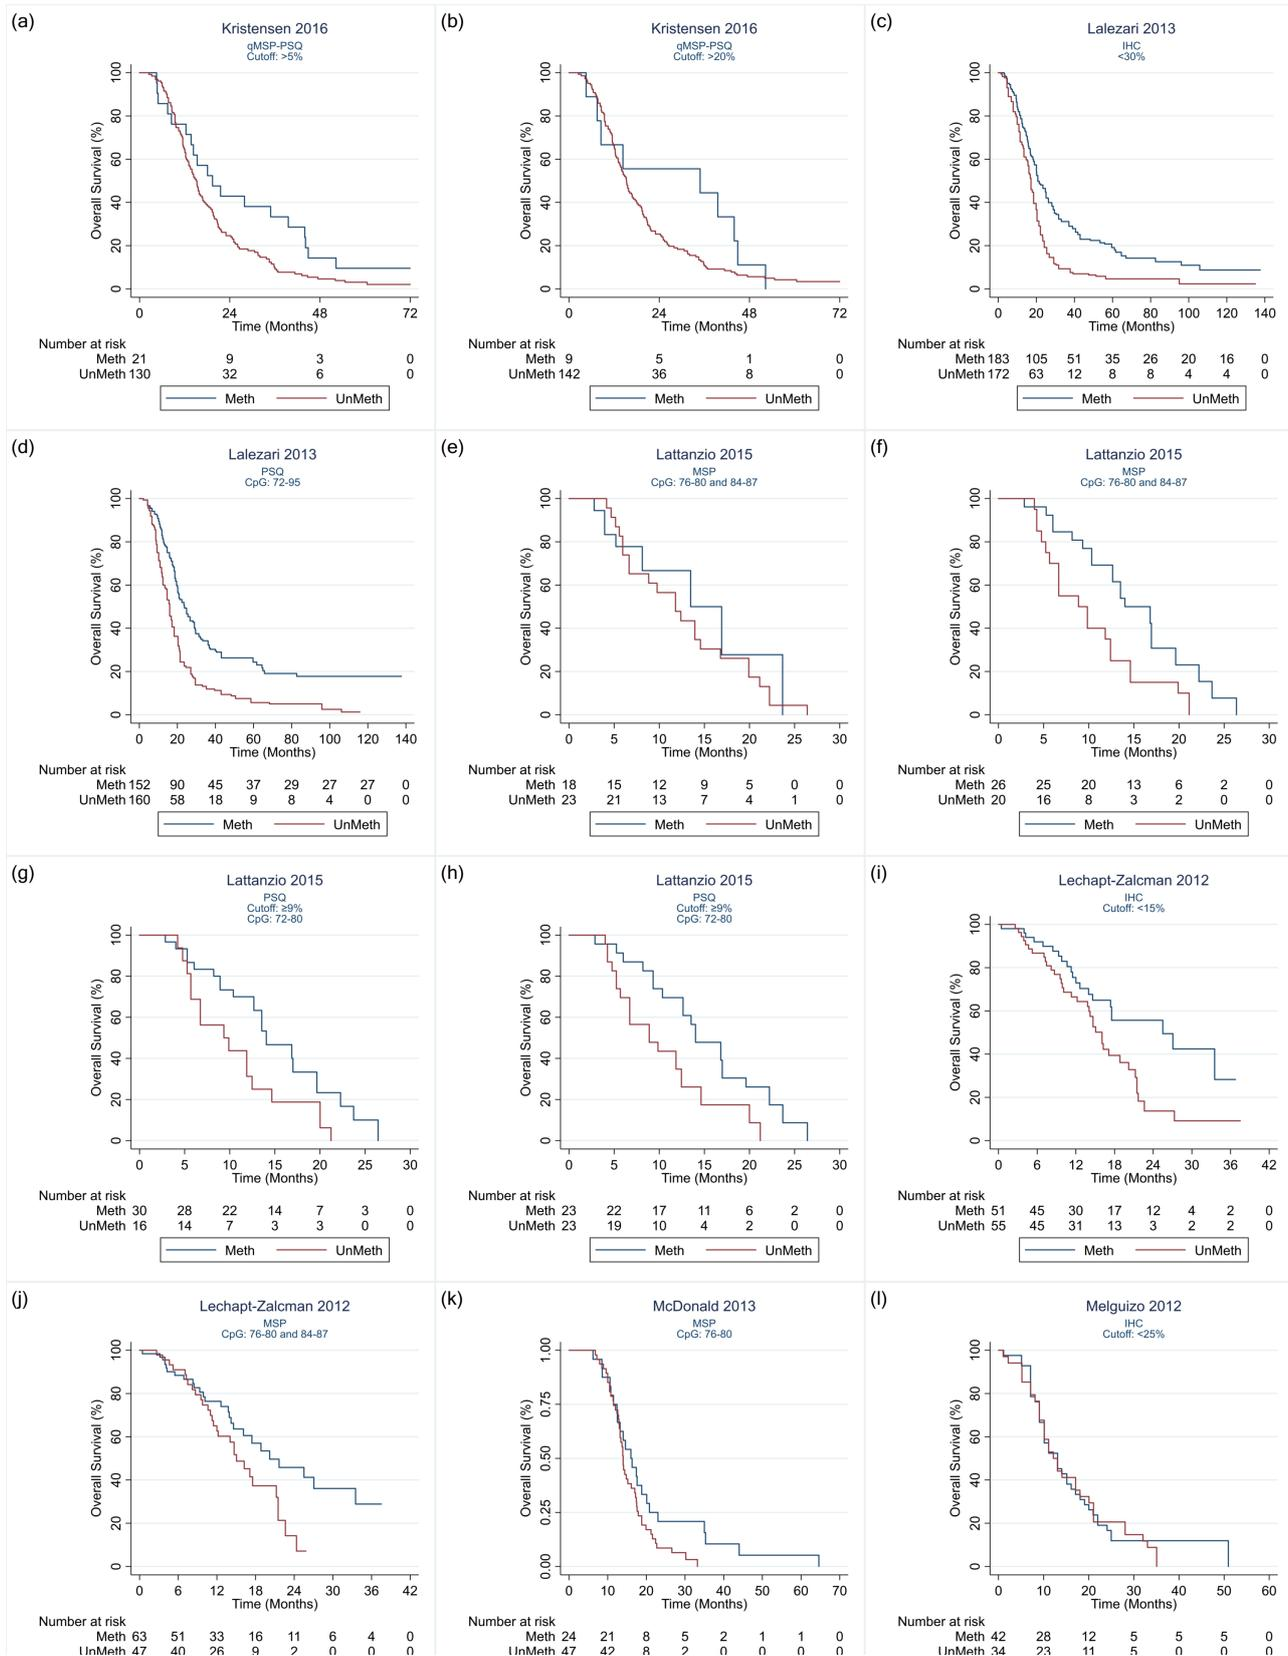 (a)
Kristensen 2016
qMSP-PSQ
Cutoff: >5%
Overall Survival (%)
100
80
60
40
20
0
0 24 48 72
Time (Months)
Number at risk
Meth 21 9 3 0
UnMeth 130 32 6 0
Meth UnMeth
(b)
Kristensen 2016
qMSP-PSQ
Cutoff: >20%
Overall Survival (%)
100
80
60
40
20
0
0 24 48 72
Time (Months)
Number at risk
Meth 9 5 1 0
UnMeth 142 36 8 0
Meth UnMeth
(c)
Lalezari 2013
IHC
<30%
Overall Survival (%)
100
80
60
40
20
0
0 20 40 60 80 100 120 140
Time (Months)
Number at risk
Meth 183 105 51 35 26 20 16 0
UnMeth 172 63 12 8 8 4 4 0
Meth UnMeth
(d)
Lalezari 2013
PSQ
CpG: 72-95
Overall Survival (%)
100
80
60
40
20
0
0 20 40 60 80 100 120 140
Time (Months)
Number at risk
Meth 152 90 45 37 29 27 27 0
UnMeth 160 58 18 9 8 4 0 0
Meth UnMeth
(e)
Lattanzio 2015
MSP
CpG: 76-80 and 84-87
Overall Survival (%)
100
80
60
40
20
0
0 5 10 15 20 25 30
Time (Months)
Number at risk
Meth 18 15 12 9 5 0 0
UnMeth 23 21 13 7 4 1 0
Meth UnMeth
(f)
Lattanzio 2015
MSP
CpG: 76-80 and 84-87
Overall Survival (%)
100
80
60
40
20
0
0 5 10 15 20 25 30
Time (Months)
Number at risk
Meth 26 25 20 13 6 2 0
UnMeth 20 16 8 3 2 0 0
Meth UnMeth
(g)
Lattanzio 2015
PSQ
Cutoff: ≥9%
CpG: 72-80
Overall Survival (%)
100
80
60
40
20
0
0 5 10 15 20 25 30
Time (Months)
Number at risk
Meth 30 28 22 14 7 3 0
UnMeth 16 14 7 3 3 0 0
Meth UnMeth
(h)
Lattanzio 2015
PSQ
Cutoff: ≥9%
CpG: 72-80
Overall Survival (%)
100
80
60
40
20
0
0 5 10 15 20 25 30
Time (Months)
Number at risk
Meth 23 22 17 11 6 2 0
UnMeth 23 19 10 4 2 0 0
Meth UnMeth
(i)
Lechapt-Zalcman 2012
IHC
Cutoff: <15%
Overall Survival (%)
100
80
60
40
20
0
0 6 12 18 24 30 36 42
Time (Months)
Number at risk
Meth 51 45 30 17 12 4 2 0
UnMeth 55 45 31 13 3 2 2 0
Meth UnMeth
(j)
Lechapt-Zalcman 2012
MSP
CpG: 76-80 and 84-87
Overall Survival (%)
100
80
60
40
20
0
0 6 12 18 24 30 36 42
Time (Months)
Number at risk
Meth 63 51 33 16 11 6 4 0
UnMeth 47 40 26 9 2 0 0 0
(k)
McDonald 2013
MSP
CpG: 76-80
Overall Survival (%)
1.00
0.75
0.50
0.25
0.00
0 10 20 30 40 50 60 70
Time (Months)
Number at risk
Meth 24 21 8 5 2 1 1 0
UnMeth 47 42 8 2 0 0 0 0
(l)
Melguizo 2012
IHC
Cutoff: <25%
Overall Survival (%)
100
80
60
40
20
0
0 10 20 30 40 50 60
Time (Months)
Number at risk
Meth 42 28 12 5 5 5 0
UnMeth 34 23 11 5 0 0 0